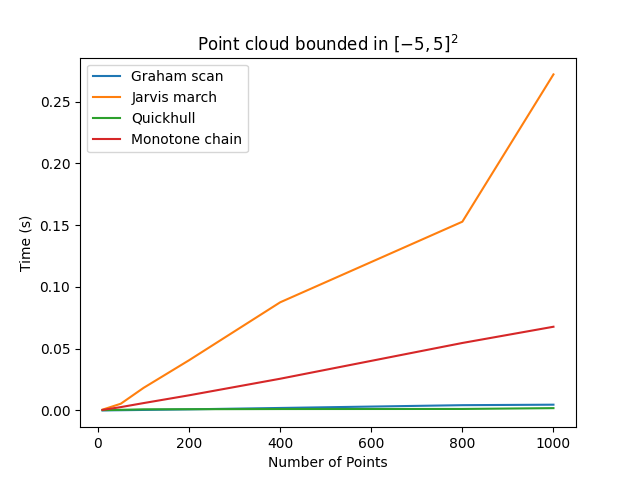 Point cloud bounded in $[-5, 5]^2$
Graham scan
Jarvis march
Quickhull
Monotone chain
Time (s)
0.25
0.20
0.15
0.10
0.05
0.00
0 200 400 600 800 1000
Number of Points